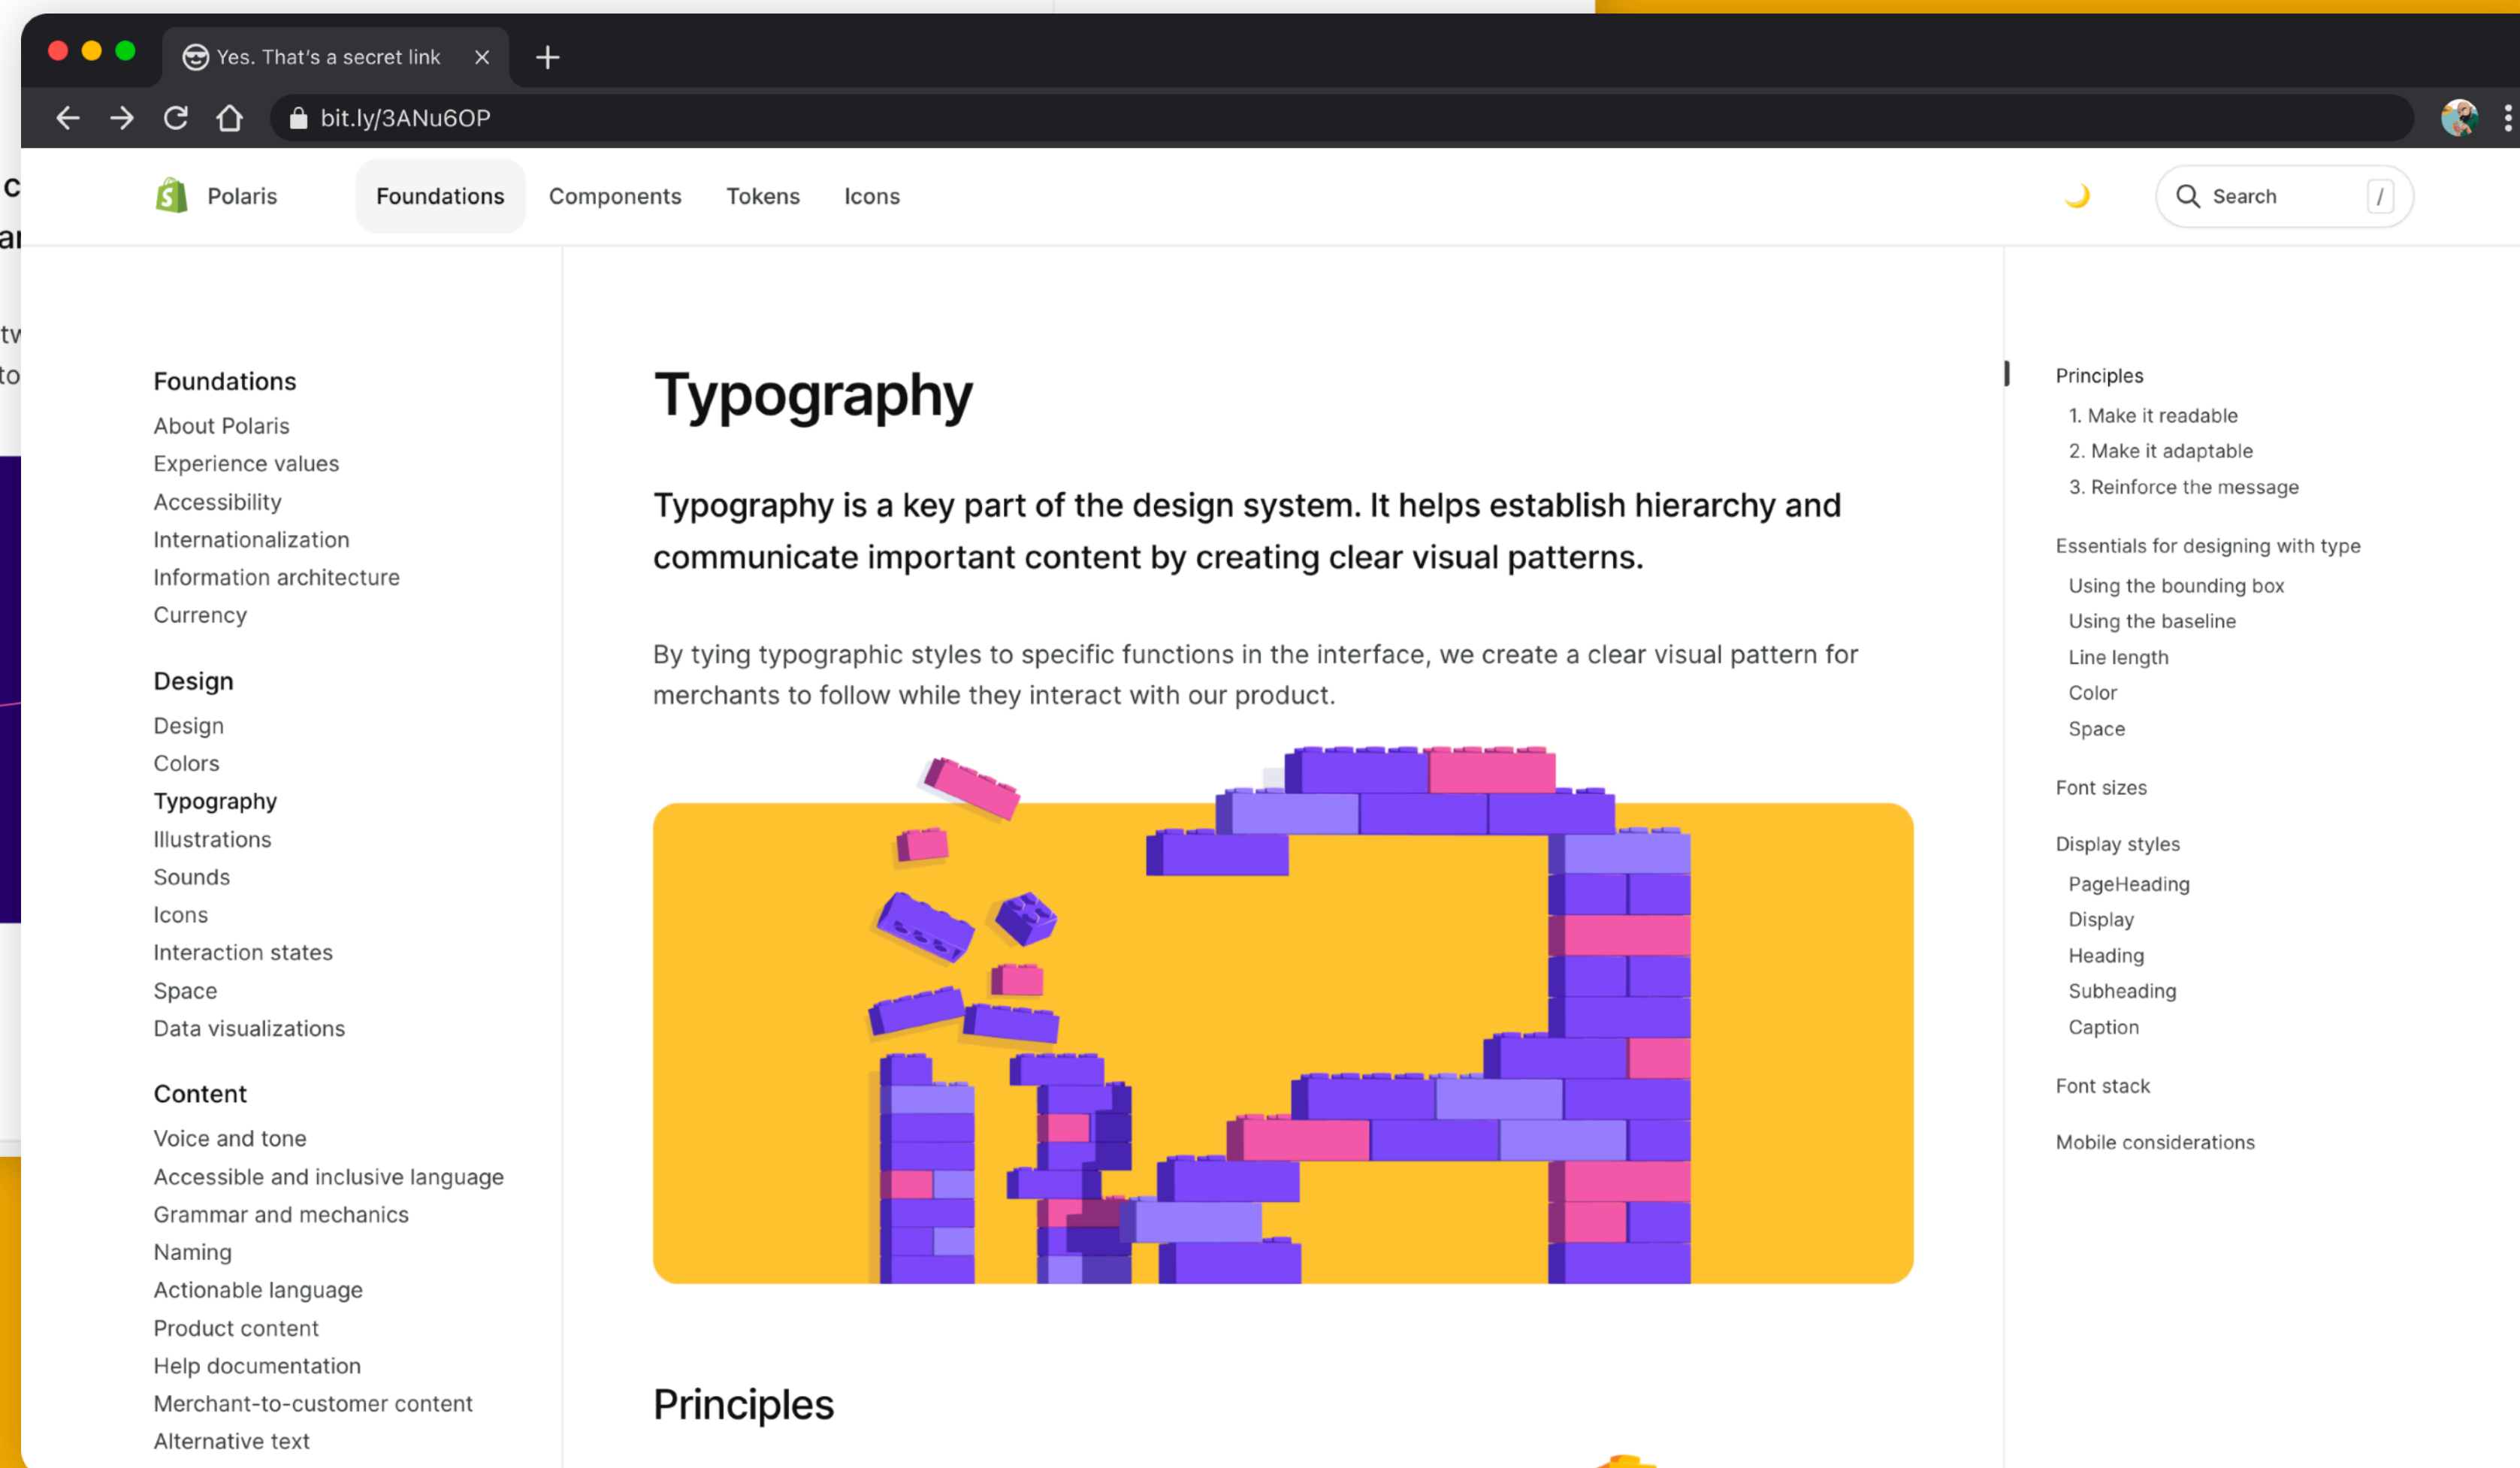 Yes. That's a secret link
bit.ly/3ANu6OP
Polaris
Foundations
Components
Tokens
Icons
Search
/
Foundations
About Polaris
Experience values
Accessibility
Internationalization
Information architecture
Currency
Design
Design
Colors
Typography
Illustrations
Sounds
Icons
Interaction states
Space
Data visualizations
Content
Voice and tone
Accessible and inclusive language
Grammar and mechanics
Naming
Actionable language
Product content
Help documentation
Merchant-to-customer content
Alternative text
Typography
Typography is a key part of the design system. It helps establish hierarchy and
communicate important content by creating clear visual patterns.
By tying typographic styles to specific functions in the interface, we create a clear visual pattern for
merchants to follow while they interact with our product.
Principles
Principles
1. Make it readable
2. Make it adaptable
3. Reinforce the message
Essentials for designing with type
Using the bounding box
Using the baseline
Line length
Color
Space
Font sizes
Display styles
PageHeading
Display
Heading
Subheading
Caption
Font stack
Mobile considerations